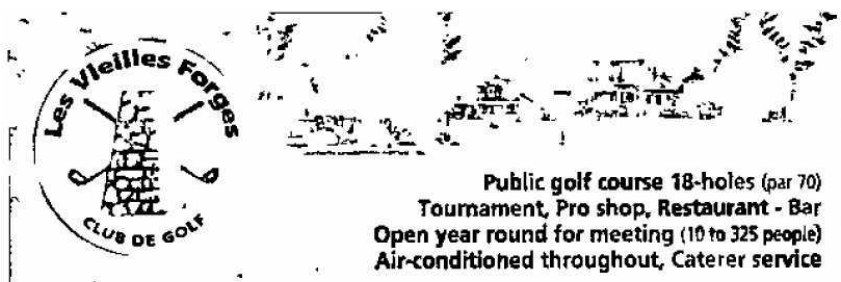 Les Vieilles Forges
CLUB DE GOLF
Public golf course 18-holes (par 70)
Tournament, Pro shop, Restaurant - Bar
Open year round for meeting (10 to 325 people)
Air-conditioned throughout, Caterer service